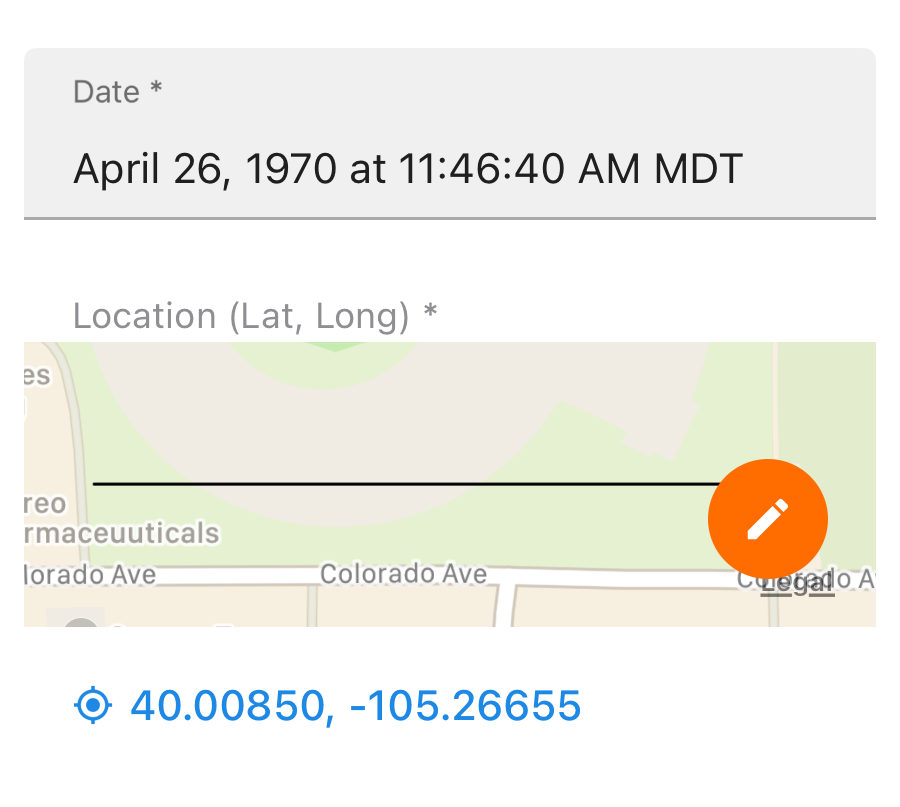 Date *
April 26, 1970 at 11:46:40 AM MDT
Location (Lat, Long) *
es
reo
rmaceuuticals
lorado Ave
Colorado Ave
Colorado A
Legal
40.00850, -105.26655